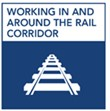 WORKING IN AND
AROUND THE RAIL
CORRIDOR